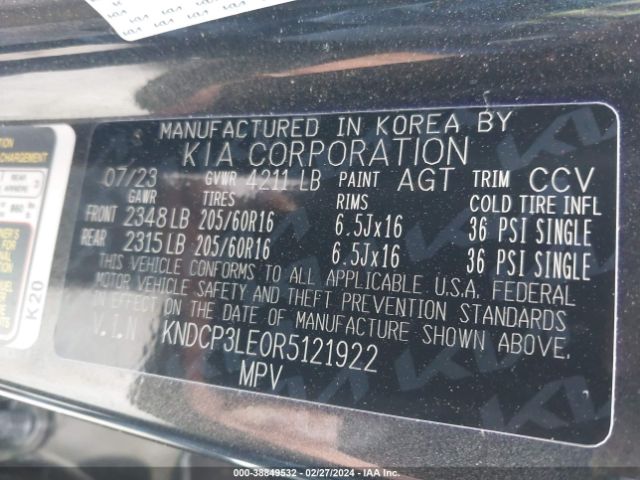 MANUFACTURED IN KOREA BY
KIA CORPORATION
07/23 GVWR 4211 LB PAINT AGT TRIM CCV
GAWR TIRES RIMS COLD TIRE INFL
FRONT 2348 LB 205/60R16 6.5Jx16 36 PSI SINGLE
REAR 2315 LB 205/60R16 6.5Jx16 36 PSI SINGLE
THIS VEHICLE CONFORMS TO ALL APPLICABLE U.S.A. FEDERAL
MOTOR VEHICLE SAFETY AND THEFT PREVENTION STANDARDS
IN EFFECT ON THE DATE OF MANUFACTURE SHOWN ABOVE.
V.I.N KNDCP3LE0R5121922
MPV
K20
REAR
000-38849532 - 02/27/2024 - IAA Inc.